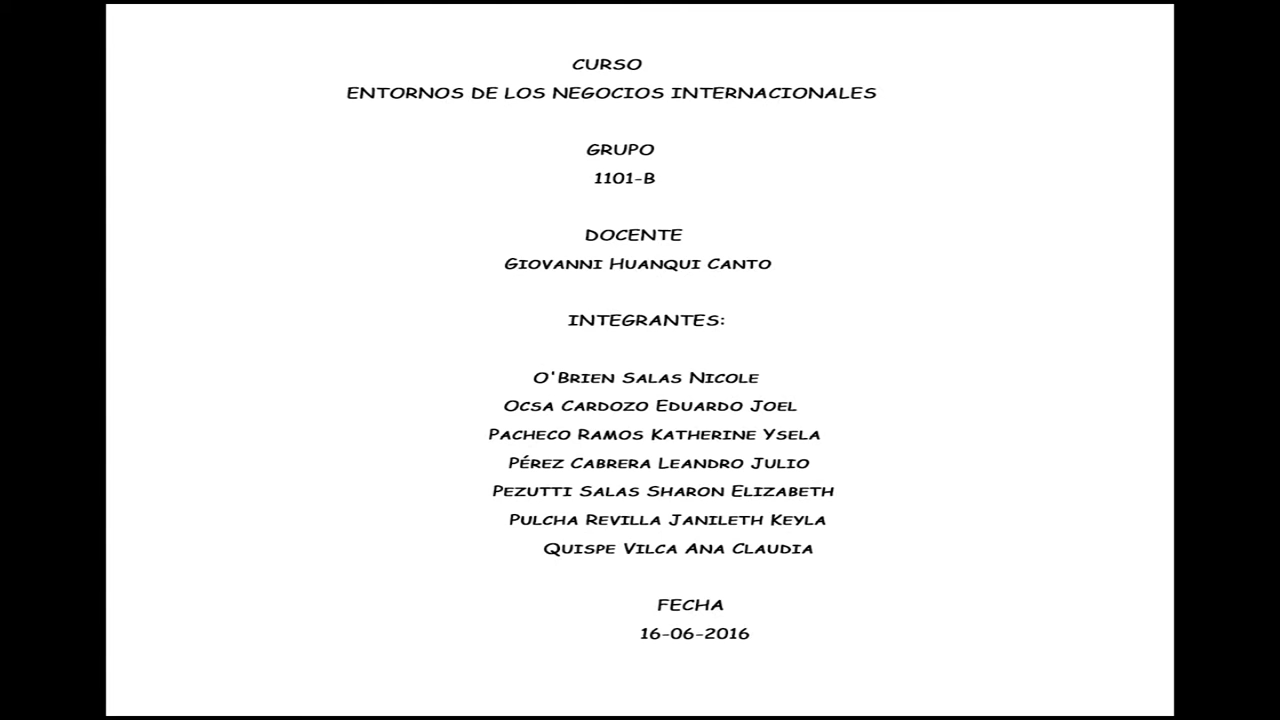 CURSO
ENTORNOS DE LOS NEGOCIOS INTERNACIONALES
GRUPO
1101-B
DOCENTE
GIOVANNI HUANQUI CANTO
INTEGRANTES:
O'BRIEN SALAS NICOLE
OCSA CARDOZO EDUARDO JOEL
PACHECO RAMOS KATHERINE YSELA
PÉREZ CABRERA LEANDRO JULIO
PEZUTTI SALAS SHARON ELIZABETH
PULCHA REVILLA JANILETH KEYLA
QUISPE VILCA ANA CLAUDIA
FECHA
16-06-2016